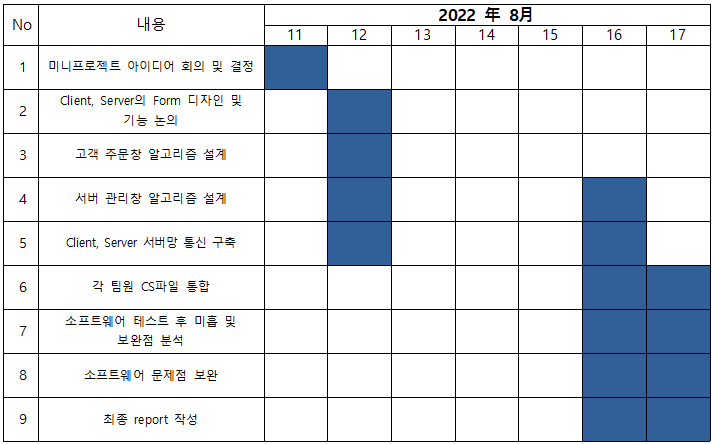 No 내용 2022 年 8月
11 12 13 14 15 16 17
1 미니프로젝트 아이디어 회의 및 결정
2 Client, Server의 Form 디자인 및
기능 논의
3 고객 주문창 알고리즘 설계
4 서버 관리창 알고리즘 설계
5 Client, Server 서버망 통신 구축
6 각 팀원 CS파일 통합
7 소프트웨어 테스트 후 미흡 및
보완점 분석
8 소프트웨어 문제점 보완
9 최종 report 작성